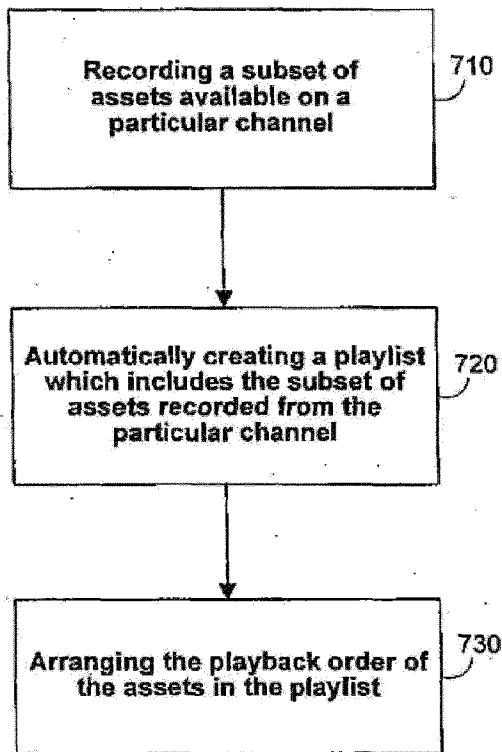 Recording a subset of
assets available on a
particular channel
710
Automatically creating a playlist
which includes the subset of
assets recorded from the
particular channel
720
Arranging the playback order of
the assets in the playlist
730